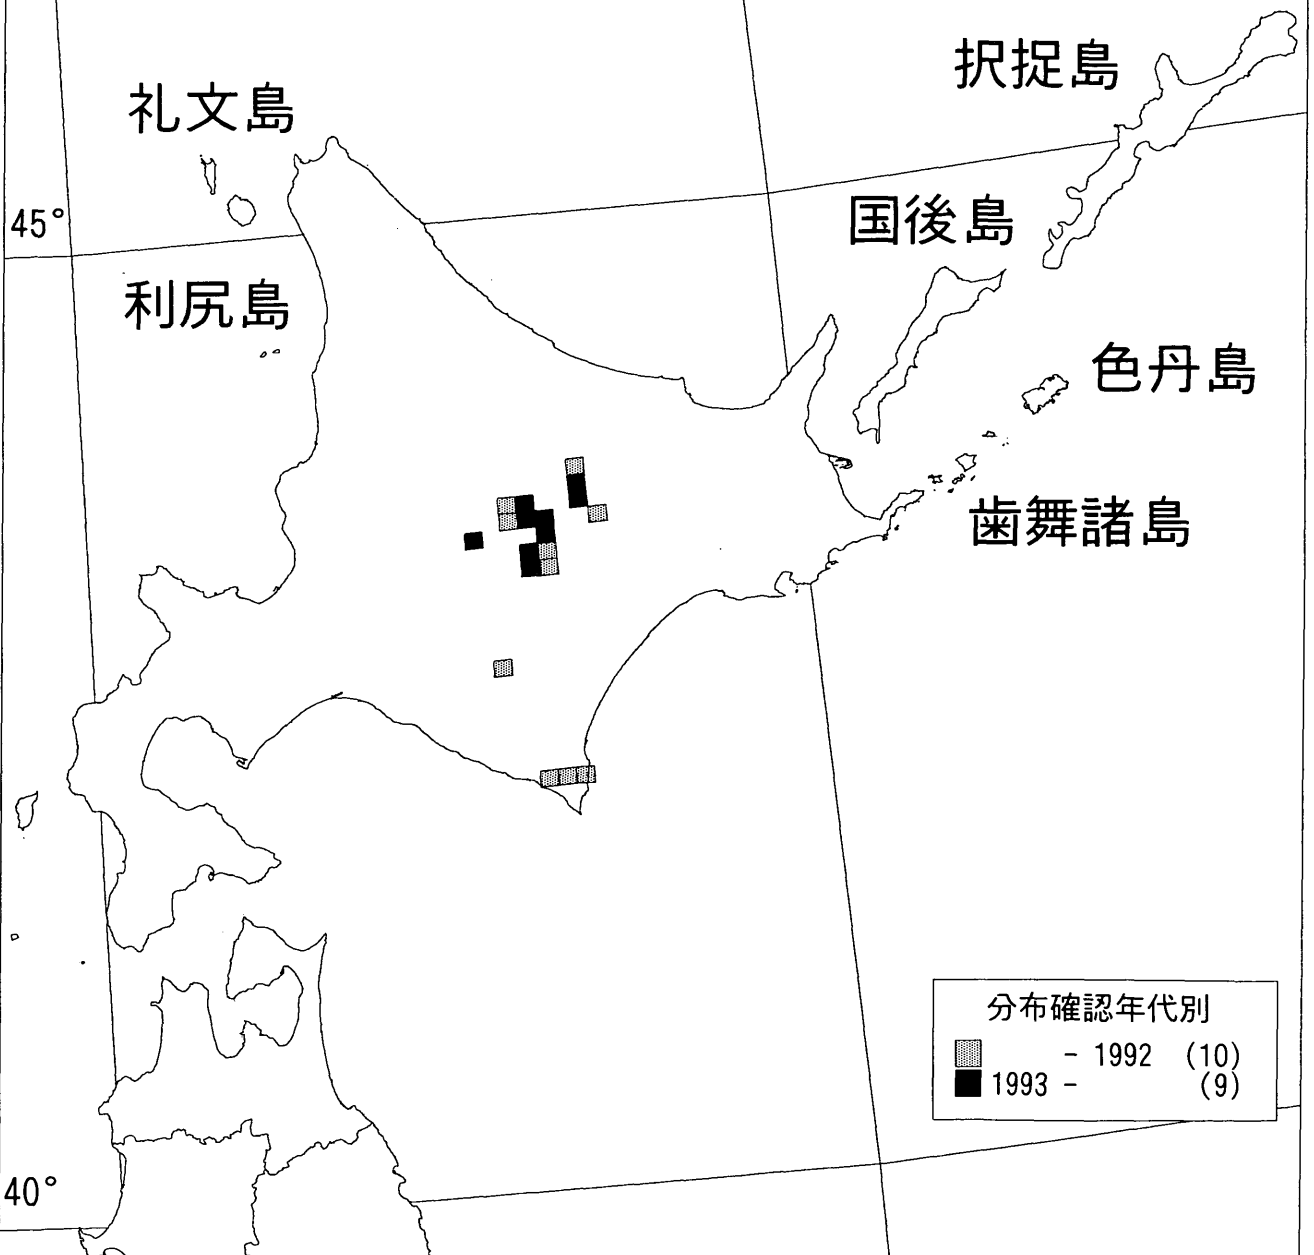 択捉島
礼文島
国後島
45°
利尻島
色丹島
歯舞諸島
分布確認年代別
- 1992 (10)
1993 - (9)
40°